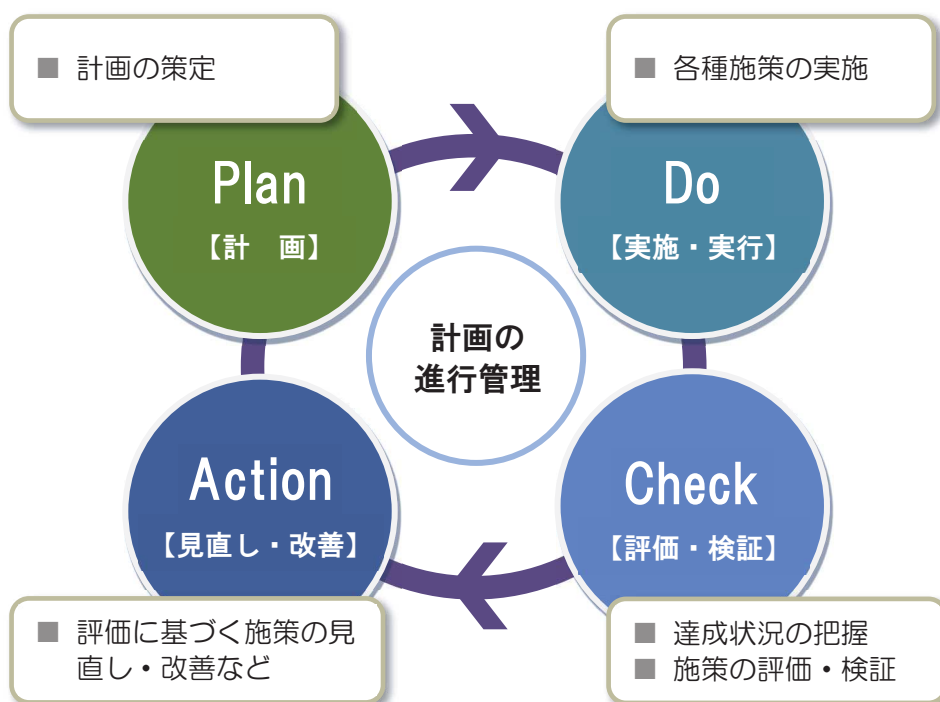 ■ 計画の策定
Plan
【計　画】
■ 各種施策の実施
Do
【実施・実行】
計画の
進行管理
Action
【見直し・改善】
■ 評価に基づく施策の見
直し・改善など
Check
【評価・検証】
■ 達成状況の把握
■ 施策の評価・検証